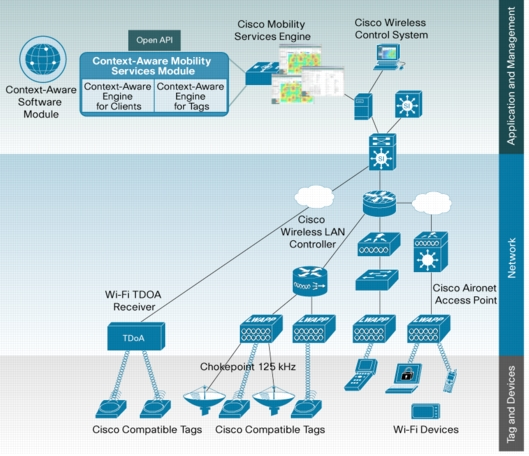 Open API
Cisco Mobility
Services Engine
Cisco Wireless
Control System
Context-Aware Mobility
Services Module
Context-Aware
Engine
for Clients
Context-Aware
Engine
for Tags
Context-Aware
Software
Module
Application and Management
SI
SI
Cisco
Wireless LAN
Controller
Network
SI
Cisco Aironet
Access Point
Wi-Fi TDOA
Receiver
TDoA
LWAPP
LWAPP
LWAPP
LWAPP
Chokepoint 125 kHz
Cisco Compatible Tags
Cisco Compatible Tags
Wi-Fi Devices
Tag and Devices